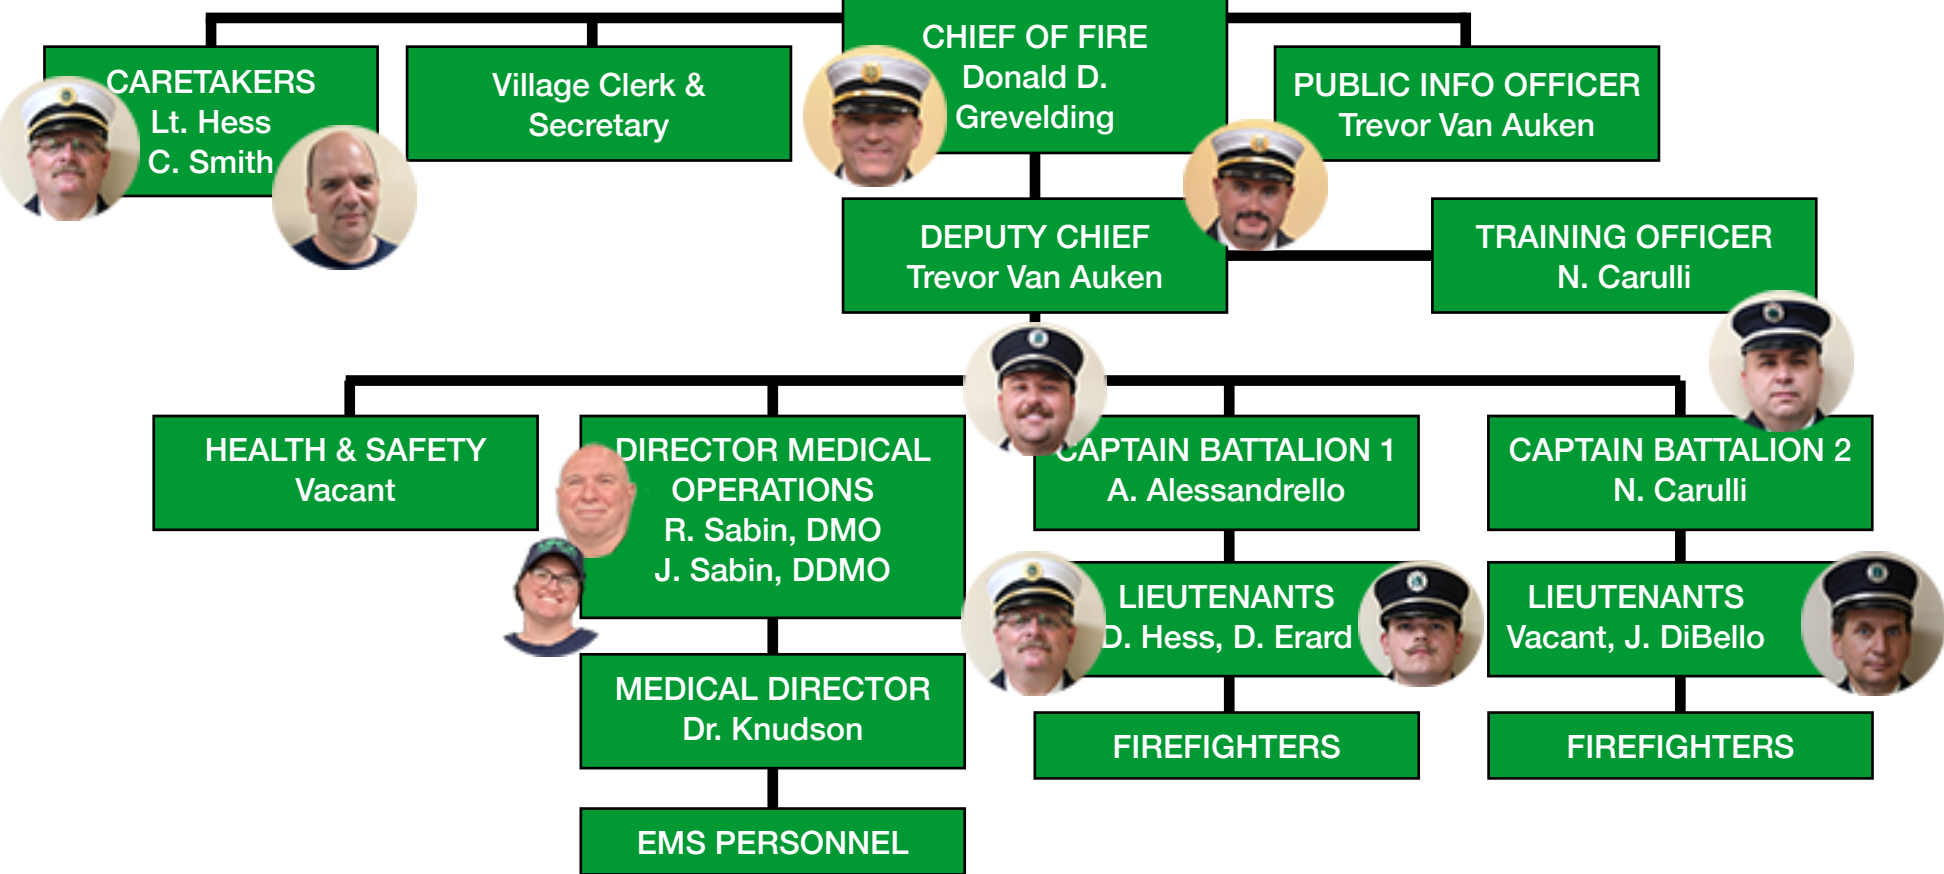 CHIEF OF FIRE
Donald D.
Grevelding
CARETAKERS
Lt. Hess
C. Smith
Village Clerk &
Secretary
PUBLIC INFO OFFICER
Trevor Van Auken
DEPUTY CHIEF
Trevor Van Auken
TRAINING OFFICER
N. Carulli
HEALTH & SAFETY
Vacant
DIRECTOR MEDICAL
OPERATIONS
R. Sabin, DMO
J. Sabin, DDMO
CAPTAIN BATTALION 1
A. Alessandrello
CAPTAIN BATTALION 2
N. Carulli
LIEUTENANTS
D. Hess, D. Erard
LIEUTENANTS
Vacant, J. DiBello
MEDICAL DIRECTOR
Dr. Knudson
FIREFIGHTERS
FIREFIGHTERS
EMS PERSONNEL